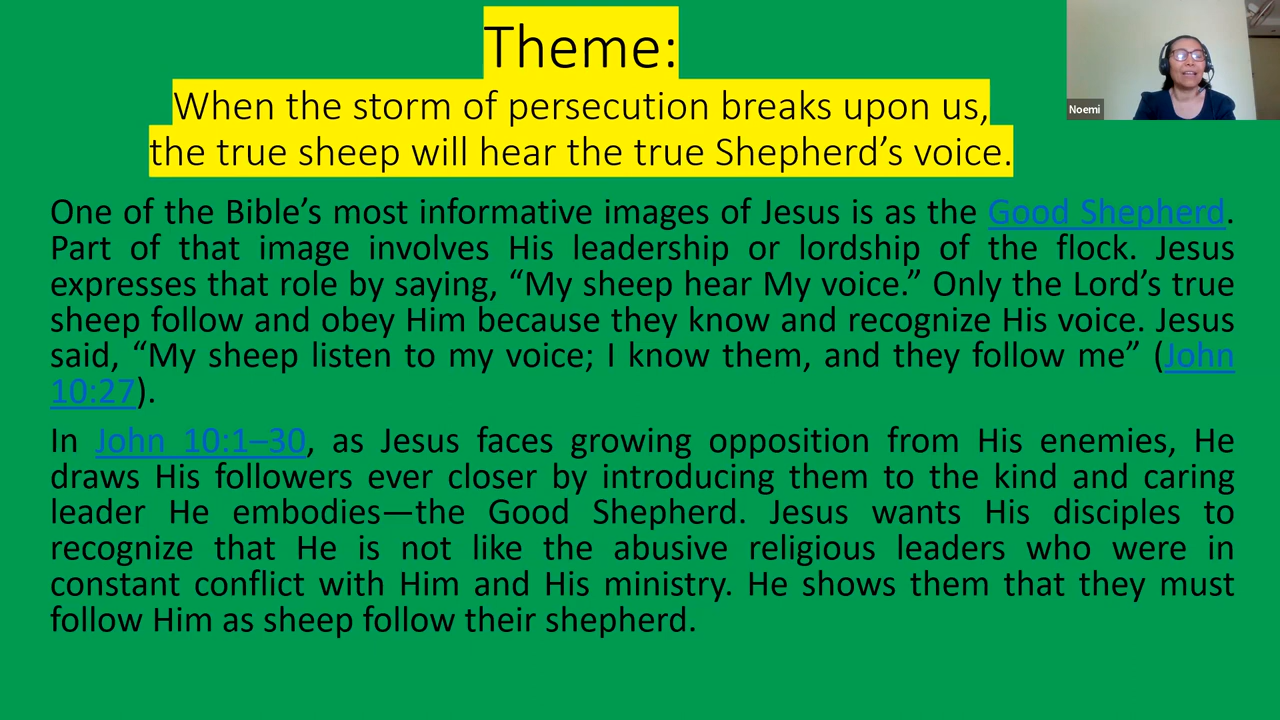 Theme:
When the storm of persecution breaks upon us,
the true sheep will hear the true Shepherd’s voice.
Noemi
One of the Bible’s most informative images of Jesus is as the Good Shepherd.
Part of that image involves His leadership or lordship of the flock. Jesus
expresses that role by saying, “My sheep hear My voice.” Only the Lord’s true
sheep follow and obey Him because they know and recognize His voice. Jesus
said, “My sheep listen to my voice; I know them, and they follow me” (John
10:27).
In John 10:1–30, as Jesus faces growing opposition from His enemies, He
draws His followers ever closer by introducing them to the kind and caring
leader He embodies—the Good Shepherd. Jesus wants His disciples to
recognize that He is not like the abusive religious leaders who were in
constant conflict with Him and His ministry. He shows them that they must
follow Him as sheep follow their shepherd.